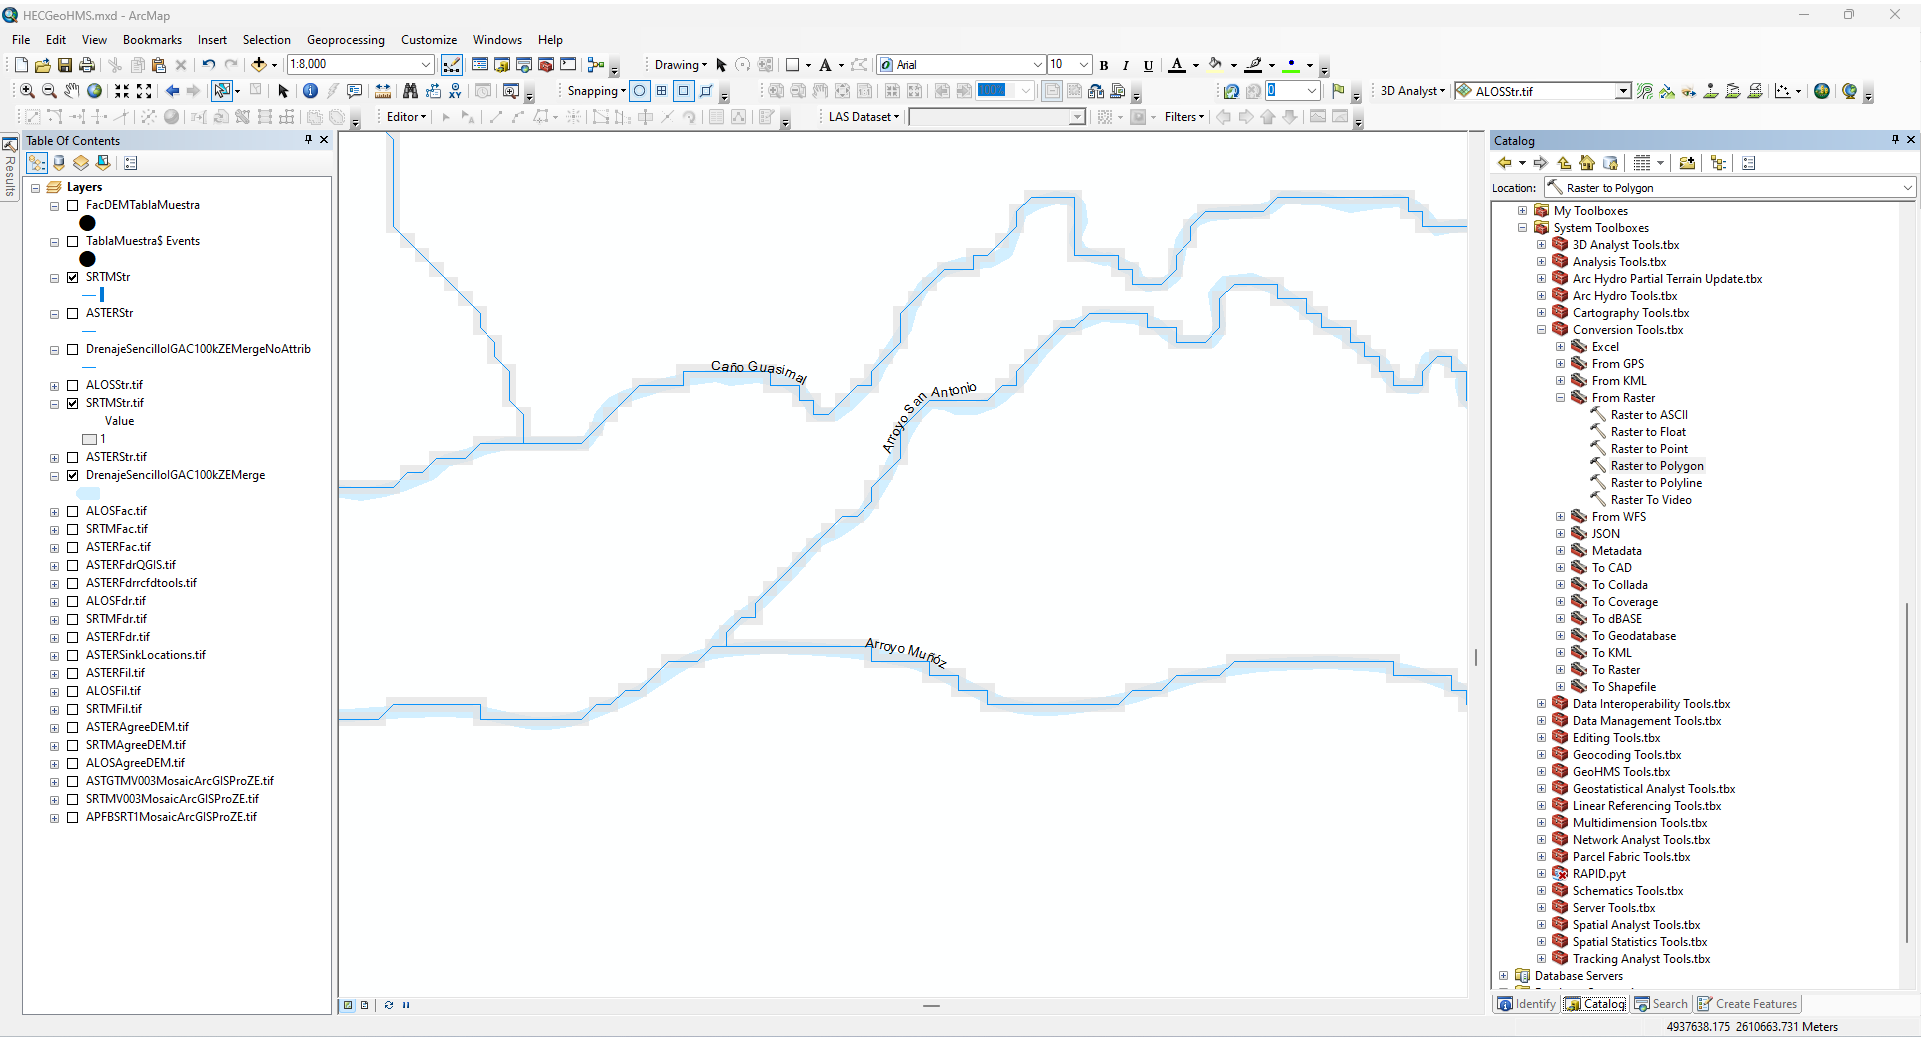 HECGeoHMS.mxd - ArcMap
File Edit View Bookmarks Insert Selection Geoprocessing Customize Windows Help
1:8,000 Drawing A Arial 10 B I U A
Snapping 100% 0 3D Analyst ALOSStr.tif
Editor LAS Dataset Filters
Results
Table Of Contents
Layers
FacDEMTablaMuestra
TablaMuestra$ Events
SRTMStr
ASTERStr
DrenajeSencilloIGAC100kZEMergeNoAttrib
ALOSStr.tif
SRTMStr.tif
Value
1
ASTERStr.tif
DrenajeSencilloIGAC100kZEMerge
ALOSFac.tif
SRTMFac.tif
ASTERFac.tif
ASTERFdrQGIS.tif
ASTERFdrrcfdtools.tif
ALOSFdr.tif
SRTMFdr.tif
ASTERFdr.tif
ASTERSinkLocations.tif
ASTERFil.tif
ALOSFil.tif
SRTMFil.tif
ASTERAgreeDEM.tif
SRTMAgreeDEM.tif
ALOSAgreeDEM.tif
ASTGTMV003MosaicArcGISProZE.tif
SRTMV003MosaicArcGISProZE.tif
APFBSRT1MosaicArcGISProZE.tif
Caño Guasimal
Arroyo San Antonio
Arroyo Muñóz
Catalog
Location: Raster to Polygon
My Toolboxes
System Toolboxes
3D Analyst Tools.tbx
Analysis Tools.tbx
Arc Hydro Partial Terrain Update.tbx
Arc Hydro Tools.tbx
Cartography Tools.tbx
Conversion Tools.tbx
Excel
From GPS
From KML
From Raster
Raster to ASCII
Raster to Float
Raster to Point
Raster to Polygon
Raster to Polyline
Raster To Video
From WFS
JSON
Metadata
To CAD
To Collada
To Coverage
To dBASE
To Geodatabase
To KML
To Raster
To Shapefile
Data Interoperability Tools.tbx
Data Management Tools.tbx
Editing Tools.tbx
Geocoding Tools.tbx
GeoHMS Tools.tbx
Geostatistical Analyst Tools.tbx
Linear Referencing Tools.tbx
Multidimension Tools.tbx
Network Analyst Tools.tbx
Parcel Fabric Tools.tbx
RAPID.pyt
Schematics Tools.tbx
Server Tools.tbx
Spatial Analyst Tools.tbx
Spatial Statistics Tools.tbx
Tracking Analyst Tools.tbx
Database Servers
Identify Catalog Search Create Features
4937638.175 2610663.731 Meters